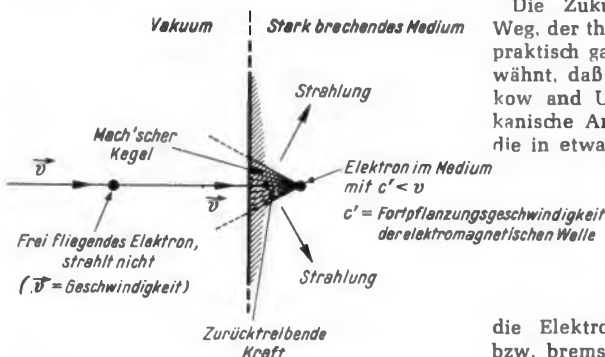 Vakuum
Stark brechendes Medium
Strahlung
Mach'scher
Kegel
v
v
Elektron im Medium
mit c' < v
c' = Fortpflanzungsgeschwindigkeit
der elektromagnetischen Welle
Frei fliegendes Elektron,
strahlt nicht
(v = Geschwindigkeit)
Strahlung
Zurücktreibende
Kraft
Die Zuku
Weg, der th
praktisch ga
wähnt, daß
kow and U
kanische Ar
die in etwa
die Elektro
bzw. brems